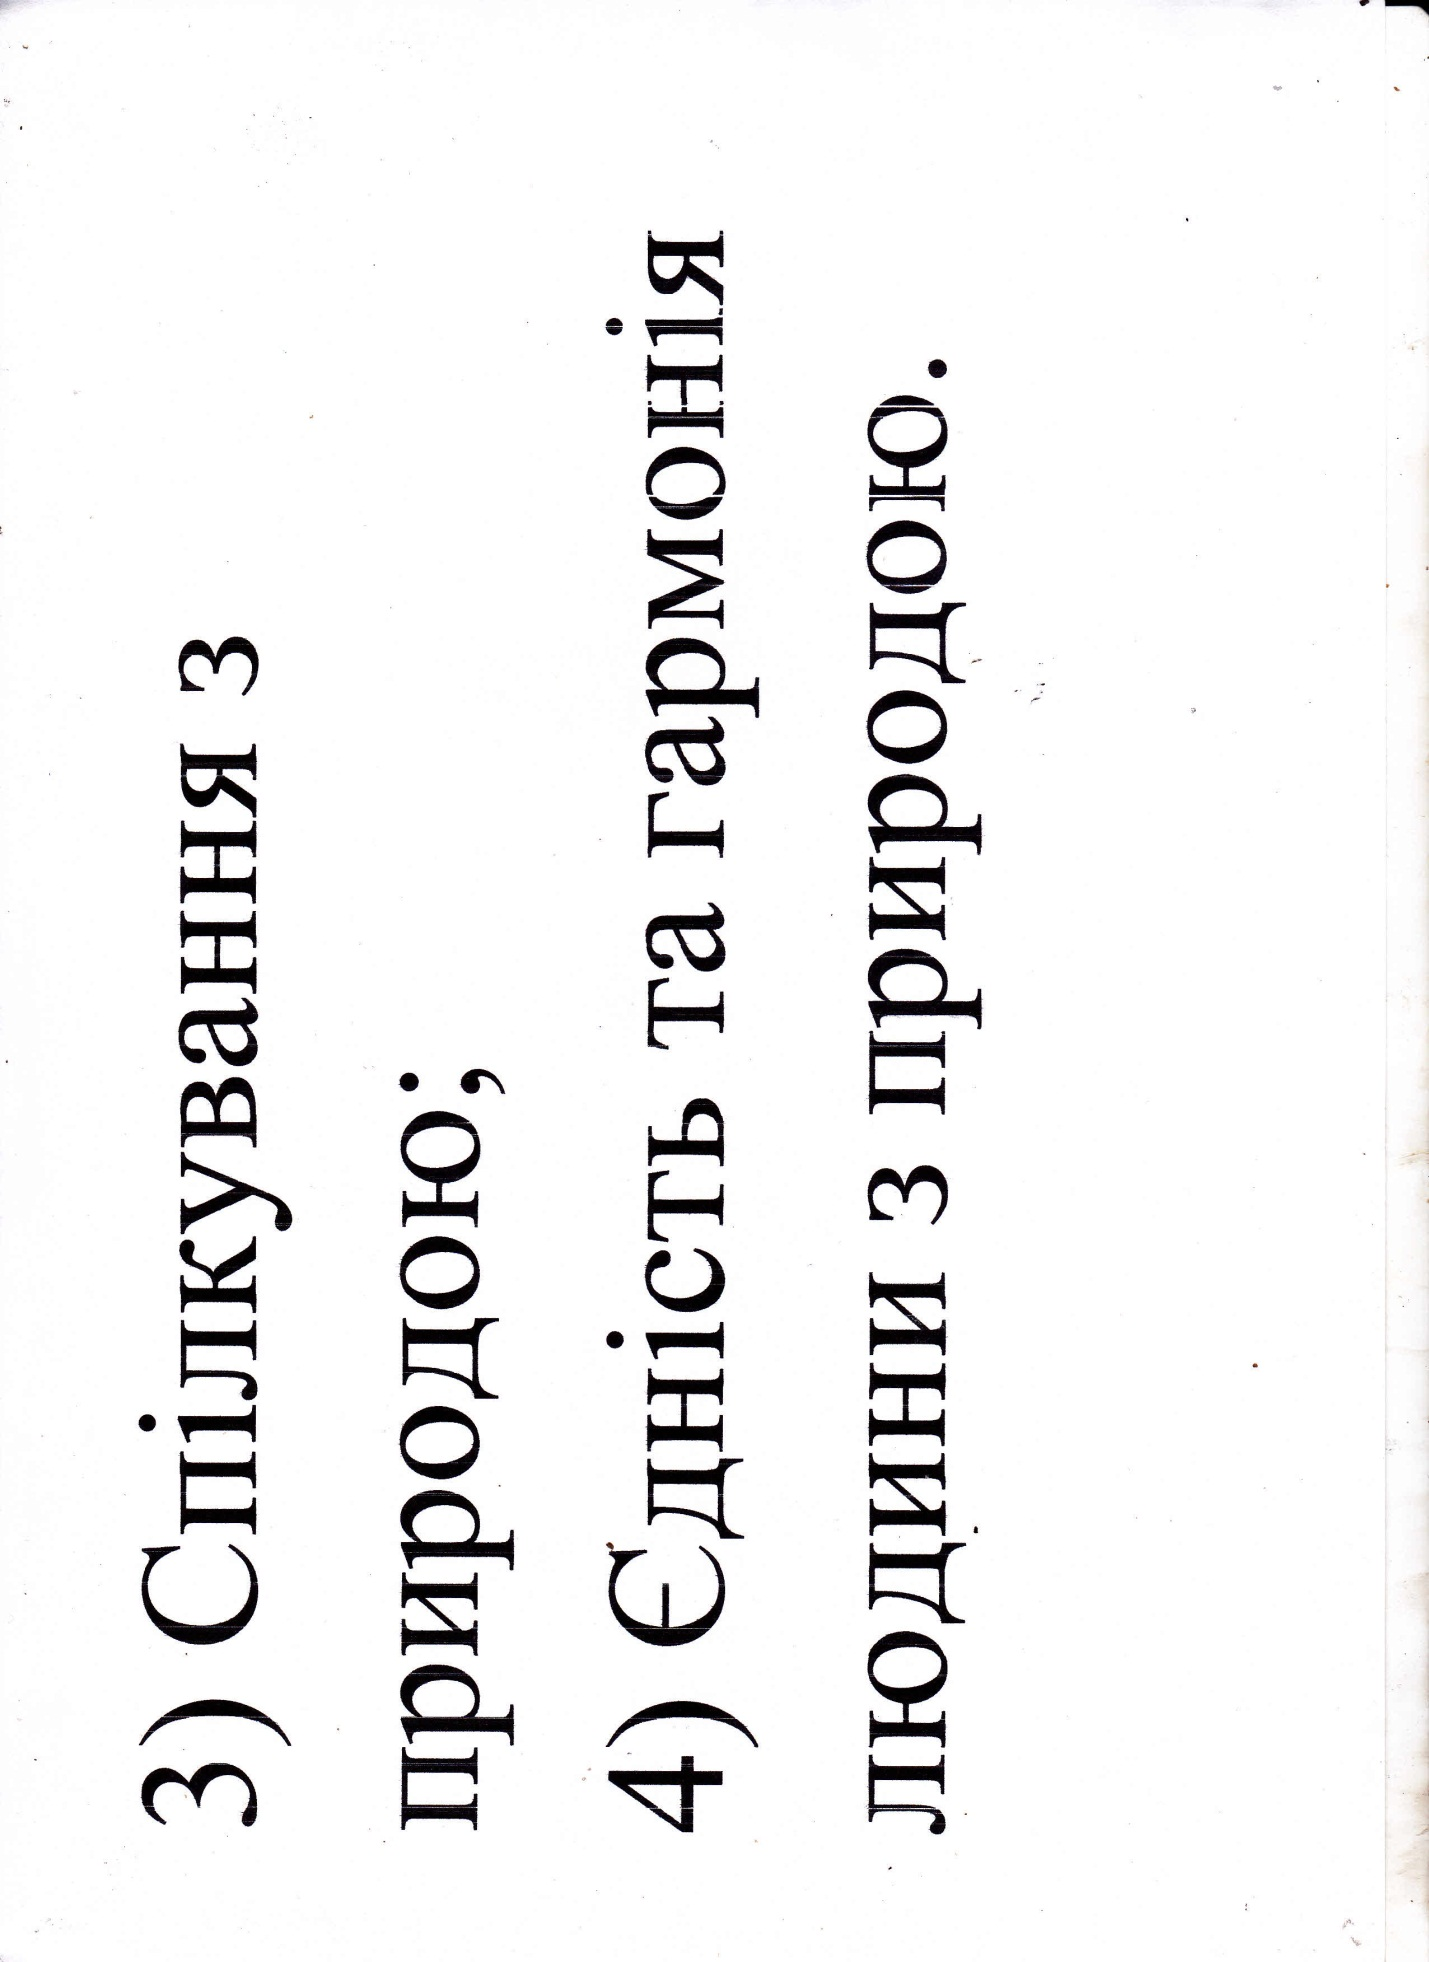 3) Спілкування з
природою;
4) Єдність та гармонія
людини з природою.